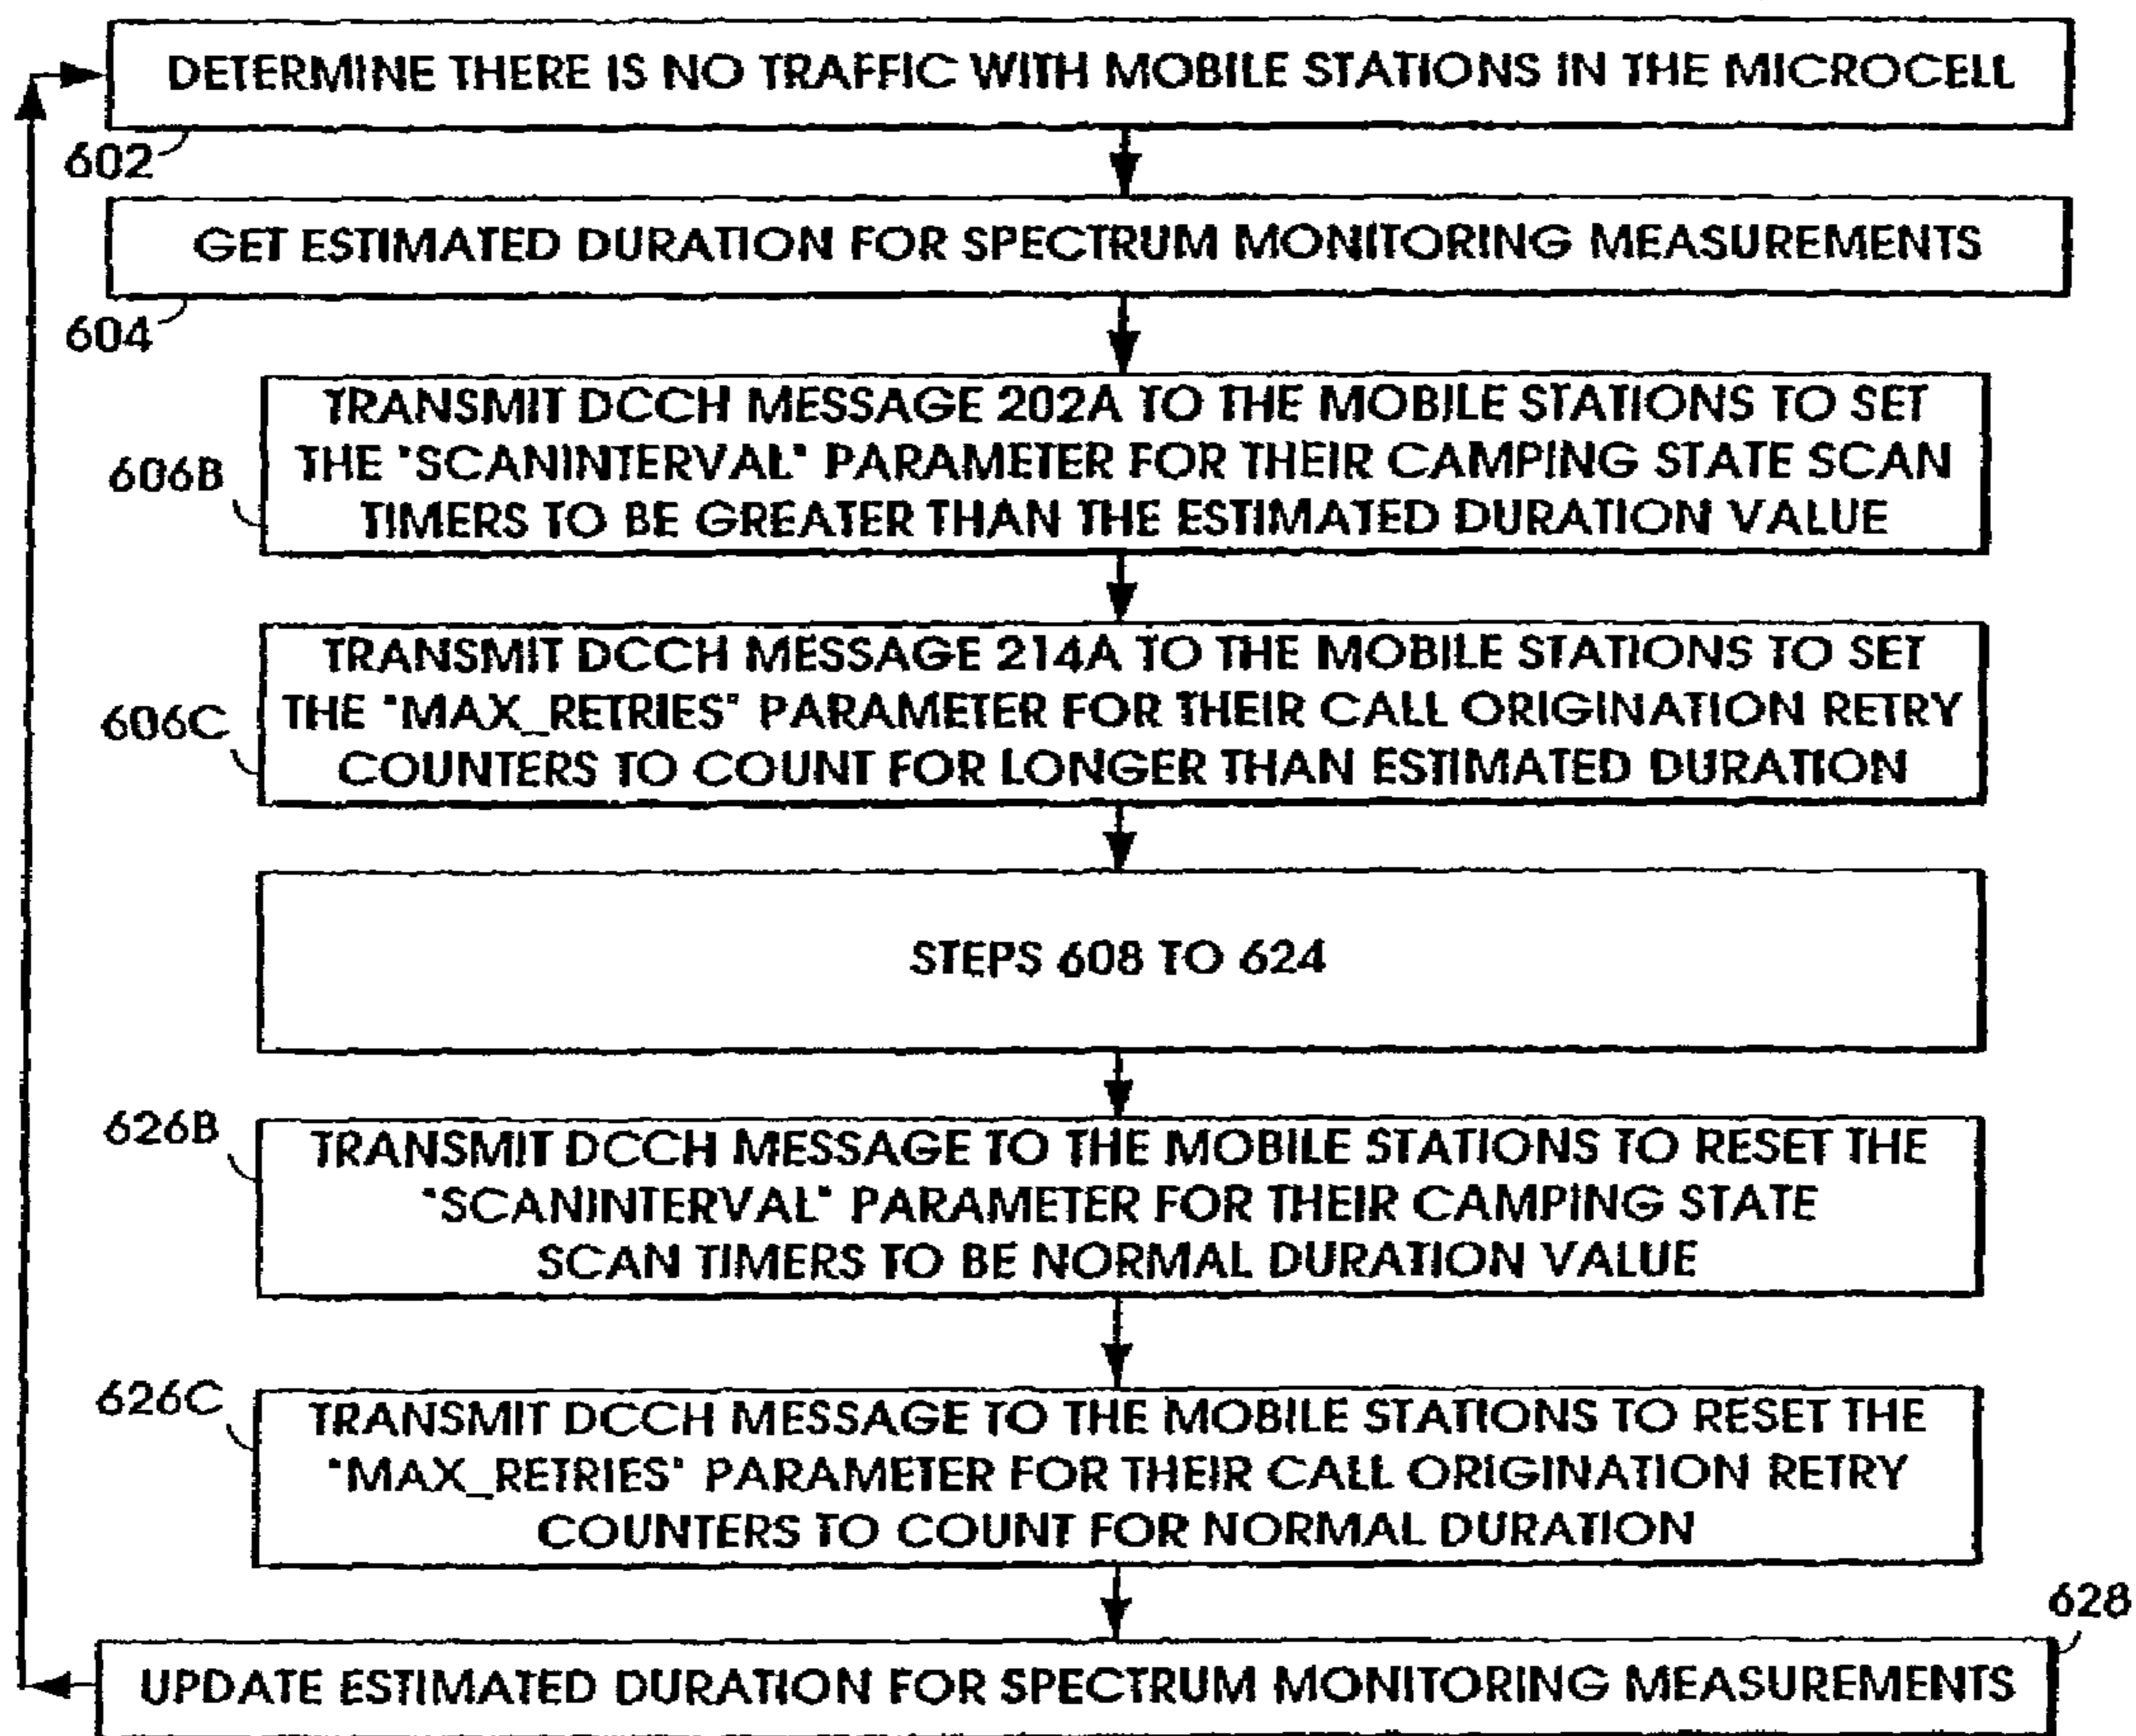 DETERMINE THERE IS NO TRAFFIC WITH MOBILE STATIONS IN THE MICROCELL
602
GET ESTIMATED DURATION FOR SPECTRUM MONITORING MEASUREMENTS
604
TRANSMIT DCCH MESSAGE 202A TO THE MOBILE STATIONS TO SET
THE "SCANINTERVAL" PARAMETER FOR THEIR CAMPING STATE SCAN
TIMERS TO BE GREATER THAN THE ESTIMATED DURATION VALUE
606B
TRANSMIT DCCH MESSAGE 214A TO THE MOBILE STATIONS TO SET
THE "MAX_RETRIES" PARAMETER FOR THEIR CALL ORIGINATION RETRY
COUNTERS TO COUNT FOR LONGER THAN ESTIMATED DURATION
606C
STEPS 608 TO 624
626B
TRANSMIT DCCH MESSAGE TO THE MOBILE STATIONS TO RESET THE
"SCANINTERVAL" PARAMETER FOR THEIR CAMPING STATE
SCAN TIMERS TO BE NORMAL DURATION VALUE
626C
TRANSMIT DCCH MESSAGE TO THE MOBILE STATIONS TO RESET THE
"MAX_RETRIES" PARAMETER FOR THEIR CALL ORIGINATION RETRY
COUNTERS TO COUNT FOR NORMAL DURATION
628
UPDATE ESTIMATED DURATION FOR SPECTRUM MONITORING MEASUREMENTS